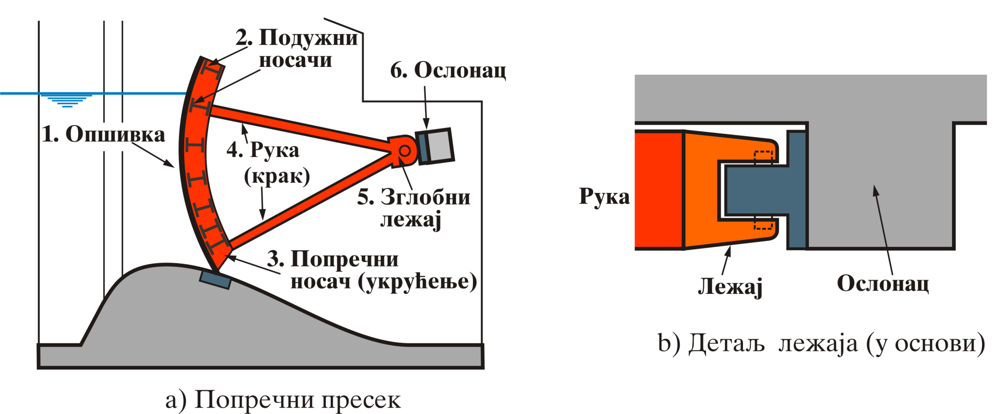 2. Подужни
носачи
6. Ослонац
1. Опшивка
4. Рука
(крак)
5. Зглобни
лежај
3. Попречни
носач (укрућење)
а) Попречни пресек
Рука
Лежај
Ослонац
b) Детаљ лежаја (у основи)